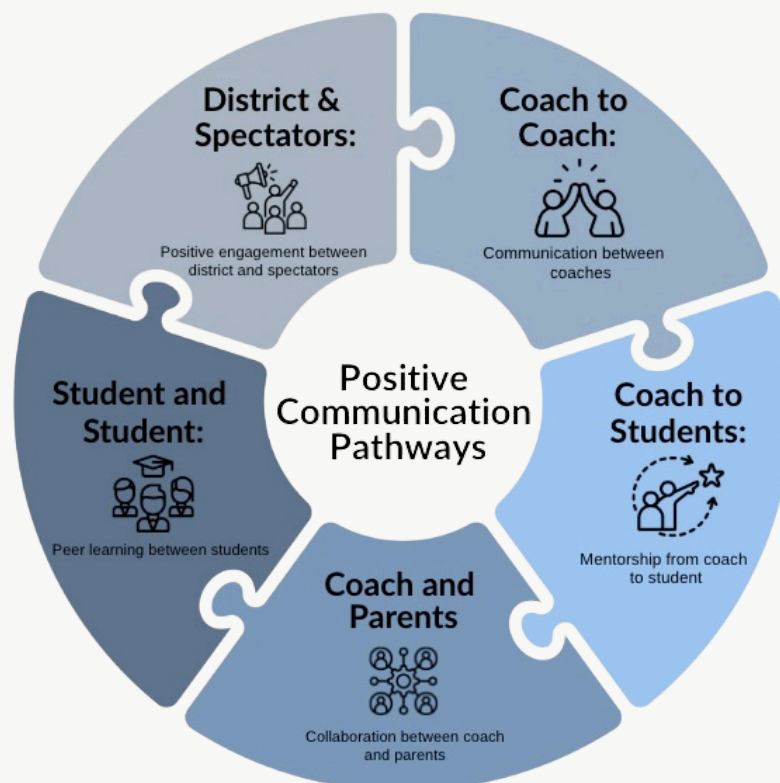 District &
Spectators:
Positive engagement between
district and spectators
Coach to
Coach:
Communication between
coaches
Coach to
Students:
Mentorship from coach
to student
Coach and
Parents
Collaboration between coach
and parents
Student and
Student:
Peer learning between students
Positive
Communication
Pathways